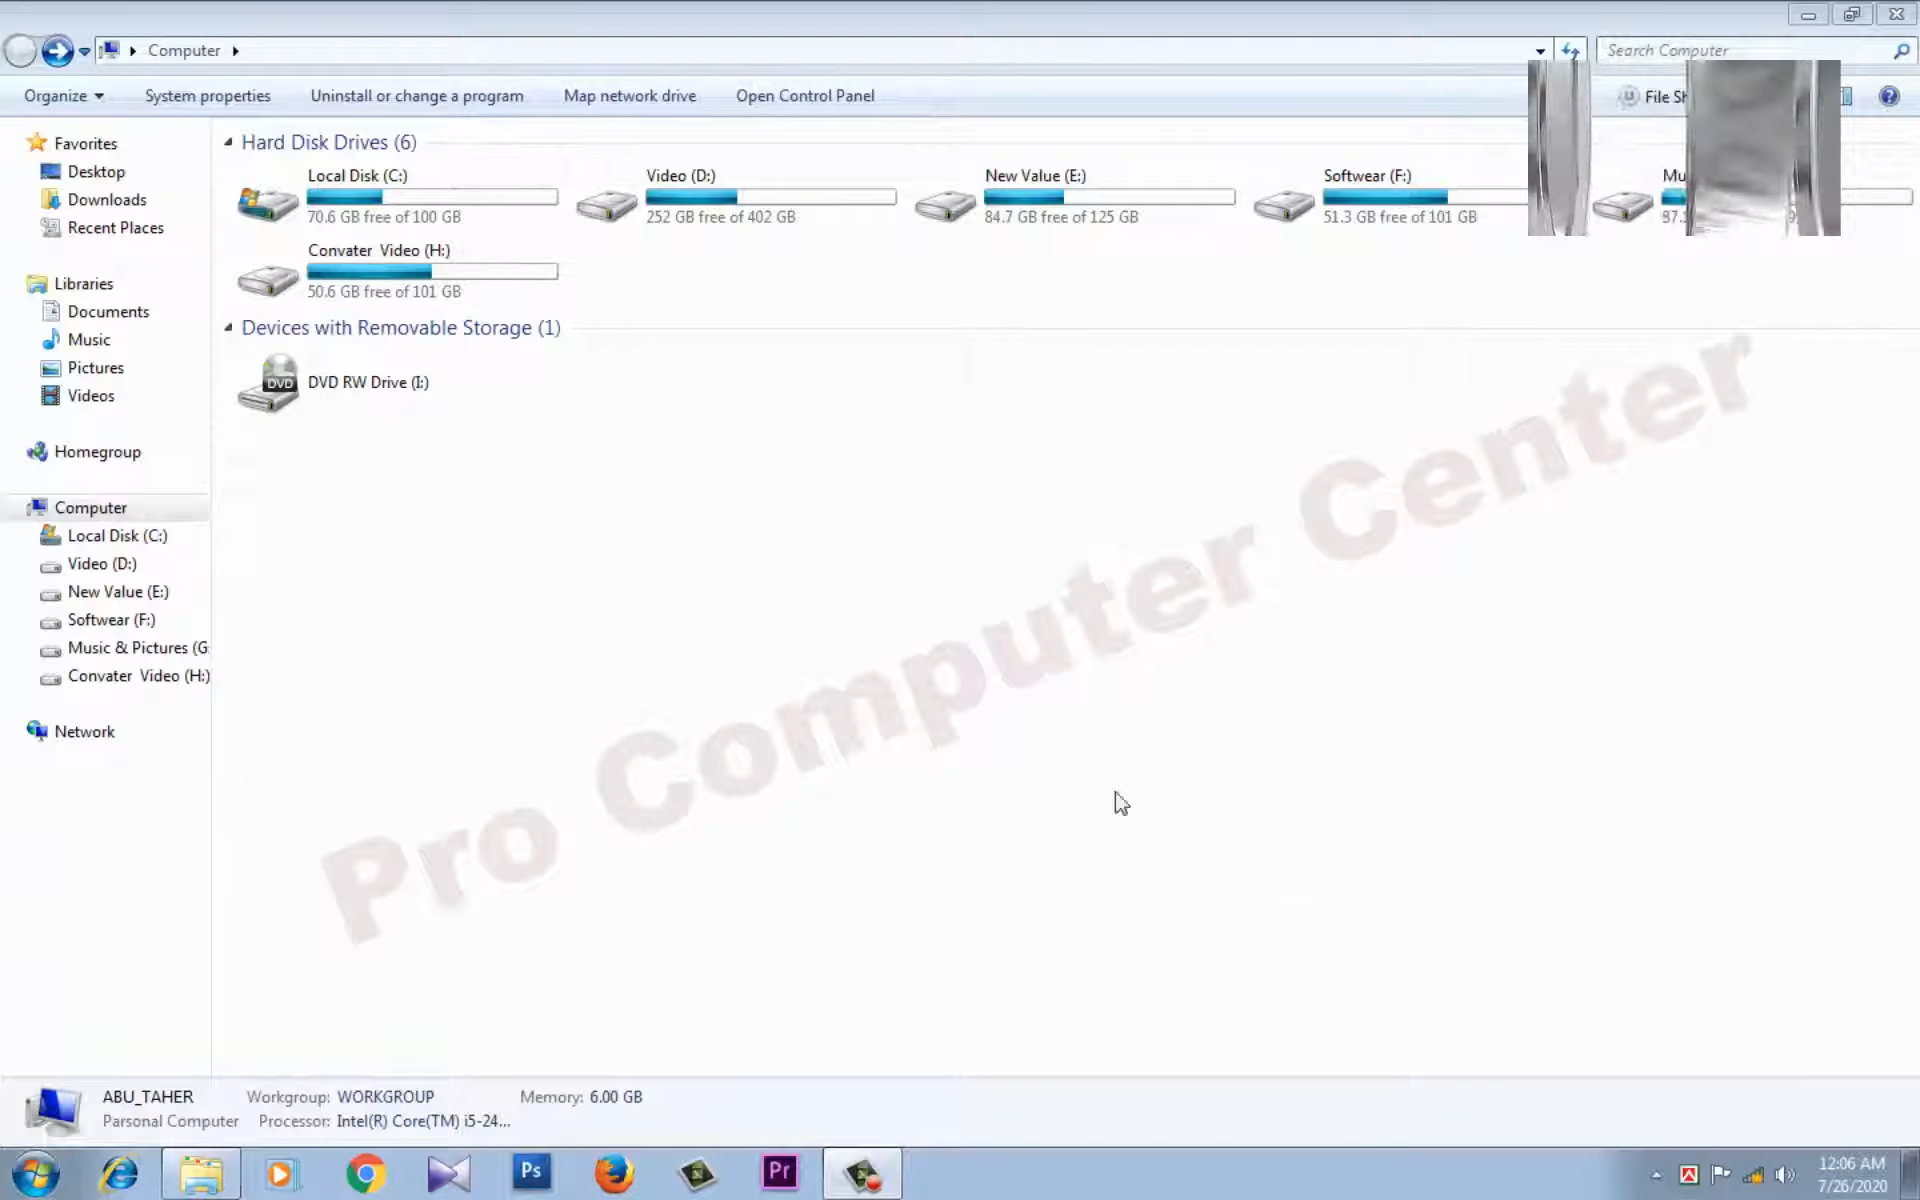 Computer
Search Computer
Organize
System properties
Uninstall or change a program
Map network drive
Open Control Panel
File Sh
Favorites
Desktop
Downloads
Recent Places
Libraries
Documents
Music
Pictures
Videos
Homegroup
Computer
Local Disk (C:)
Video (D:)
New Value (E:)
Softwear (F:)
Music & Pictures (G
Convater Video (H:)
Network
Hard Disk Drives (6)
Local Disk (C:)
70.6 GB free of 100 GB
Video (D:)
252 GB free of 402 GB
New Value (E:)
84.7 GB free of 125 GB
Softwear (F:)
51.3 GB free of 101 GB
Mu
Convater Video (H:)
50.6 GB free of 101 GB
Devices with Removable Storage (1)
DVD
DVD RW Drive (I:)
Pro Computer Center
ABU_TAHER
Workgroup: WORKGROUP
Memory: 6.00 GB
Parsonal Computer
Processor: Intel(R) Core(TM) i5-24...
Ps
Pr
12:06 AM
7/26/2020